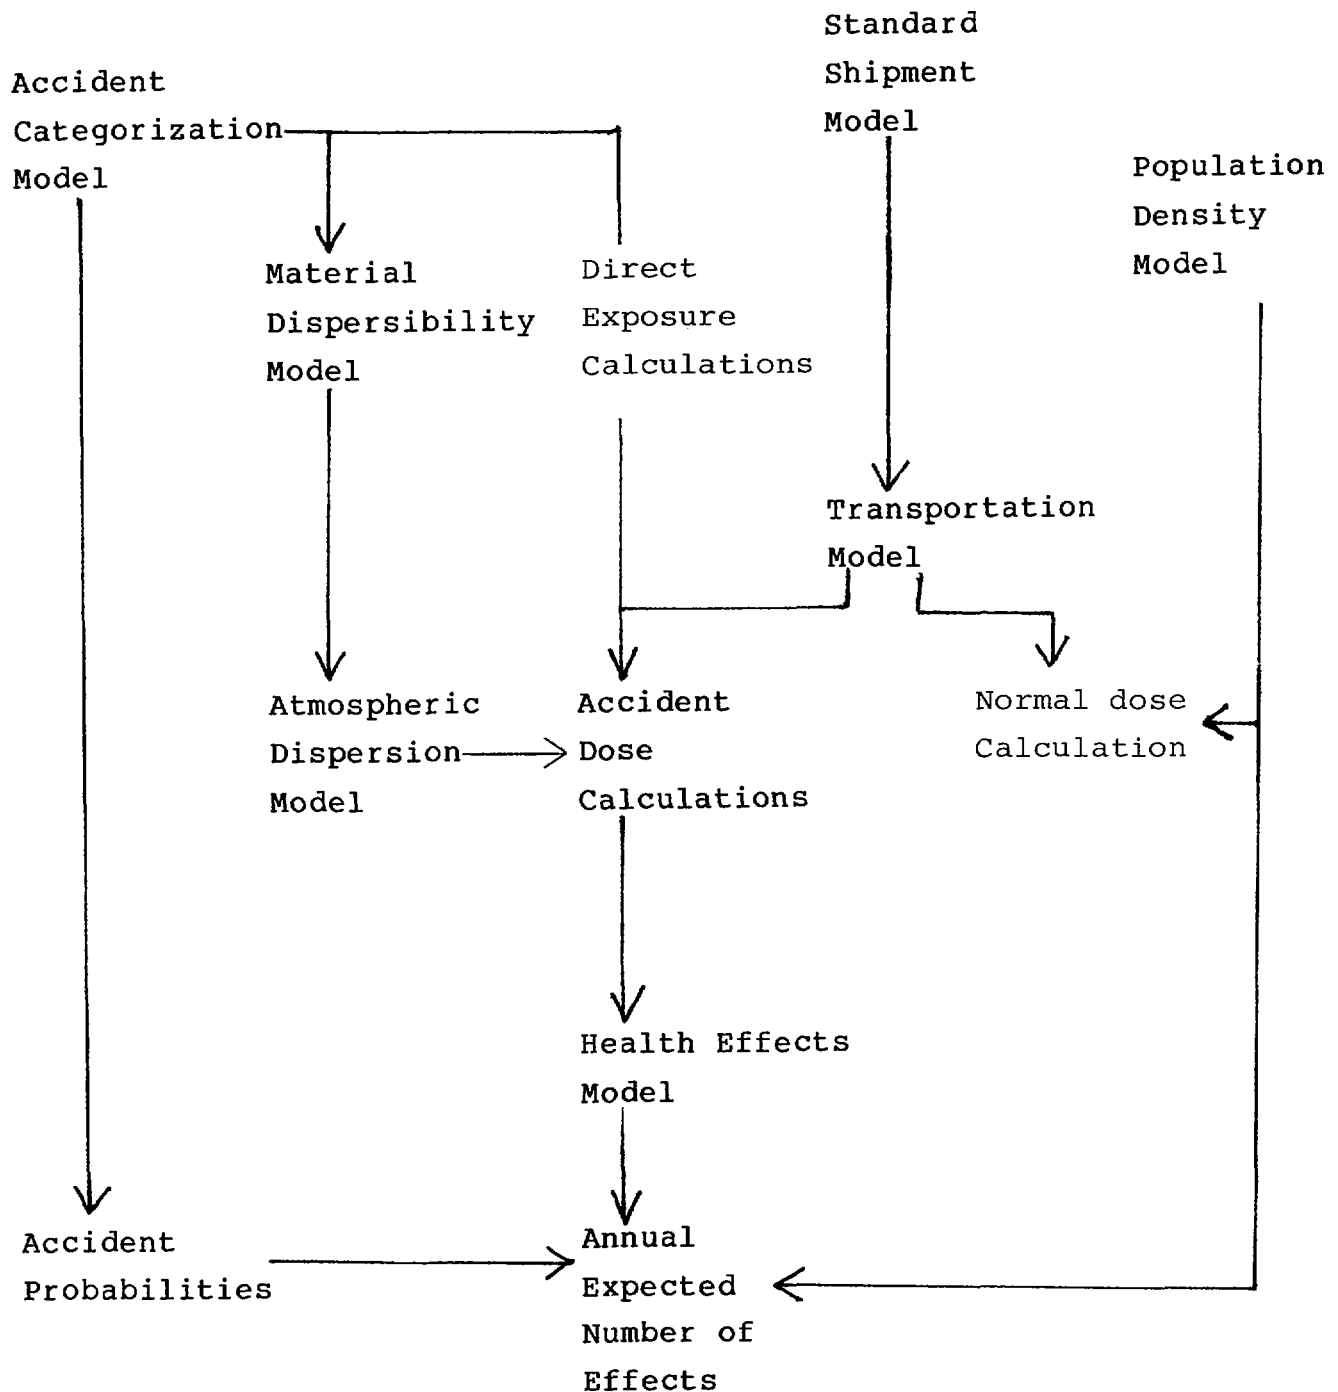 Standard
Shipment
Model
Accident
Categorization
Model
Population
Density
Model
Material
Dispersibility
Model
Direct
Exposure
Calculations
Transportation
Model
Atmospheric
Dispersion
Model
Accident
Dose
Calculations
Normal dose
Calculation
Health Effects
Model
Accident
Probabilities
Annual
Expected
Number of
Effects